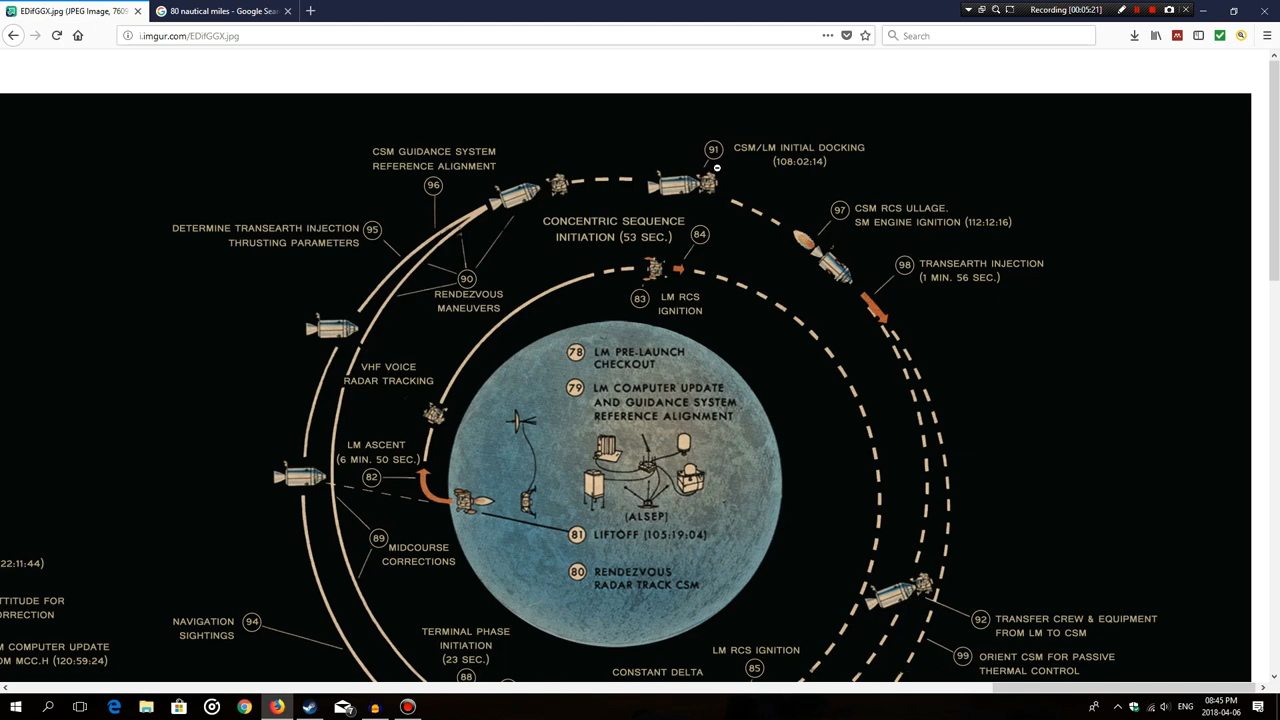 EDifGGX.jpg (JPEG Image, 7609
80 nautical miles - Google Sear
Recording [00:05:21]
i.imgur.com/EDifGGX.jpg
Search
CSM GUIDANCE SYSTEM
REFERENCE ALIGNMENT
96
91
CSM/LM INITIAL DOCKING
(108:02:14)
DETERMINE TRANSEARTH INJECTION
THRUSTING PARAMETERS
95
CONCENTRIC SEQUENCE
INITIATION (53 SEC.)
84
97
CSM RCS ULLAGE.
SM ENGINE IGNITION (112:12:16)
98
TRANSEARTH INJECTION
(1 MIN. 56 SEC.)
90
RENDEZVOUS
MANEUVERS
83
LM RCS
IGNITION
78
LM PRE-LAUNCH
CHECKOUT
VHF VOICE
RADAR TRACKING
79
LM COMPUTER UPDATE
AND GUIDANCE SYSTEM
REFERENCE ALIGNMENT
LM ASCENT
(6 MIN. 50 SEC.)
82
(ALSEP)
81
LIFTOFF (105:19:04)
89
MIDCOURSE
CORRECTIONS
80
RENDEZVOUS
RADAR TRACK CSM
22:11:44)
TTITUDE FOR
ORRECTION
M COMPUTER UPDATE
OM MCC.H (120:59:24)
NAVIGATION
SIGHTINGS
94
TERMINAL PHASE
INITIATION
(23 SEC.)
88
CONSTANT DELTA
LM RCS IGNITION
85
92
TRANSFER CREW & EQUIPMENT
FROM LM TO CSM
99
ORIENT CSM FOR PASSIVE
THERMAL CONTROL
7
ENG
08:45 PM
2018-04-06